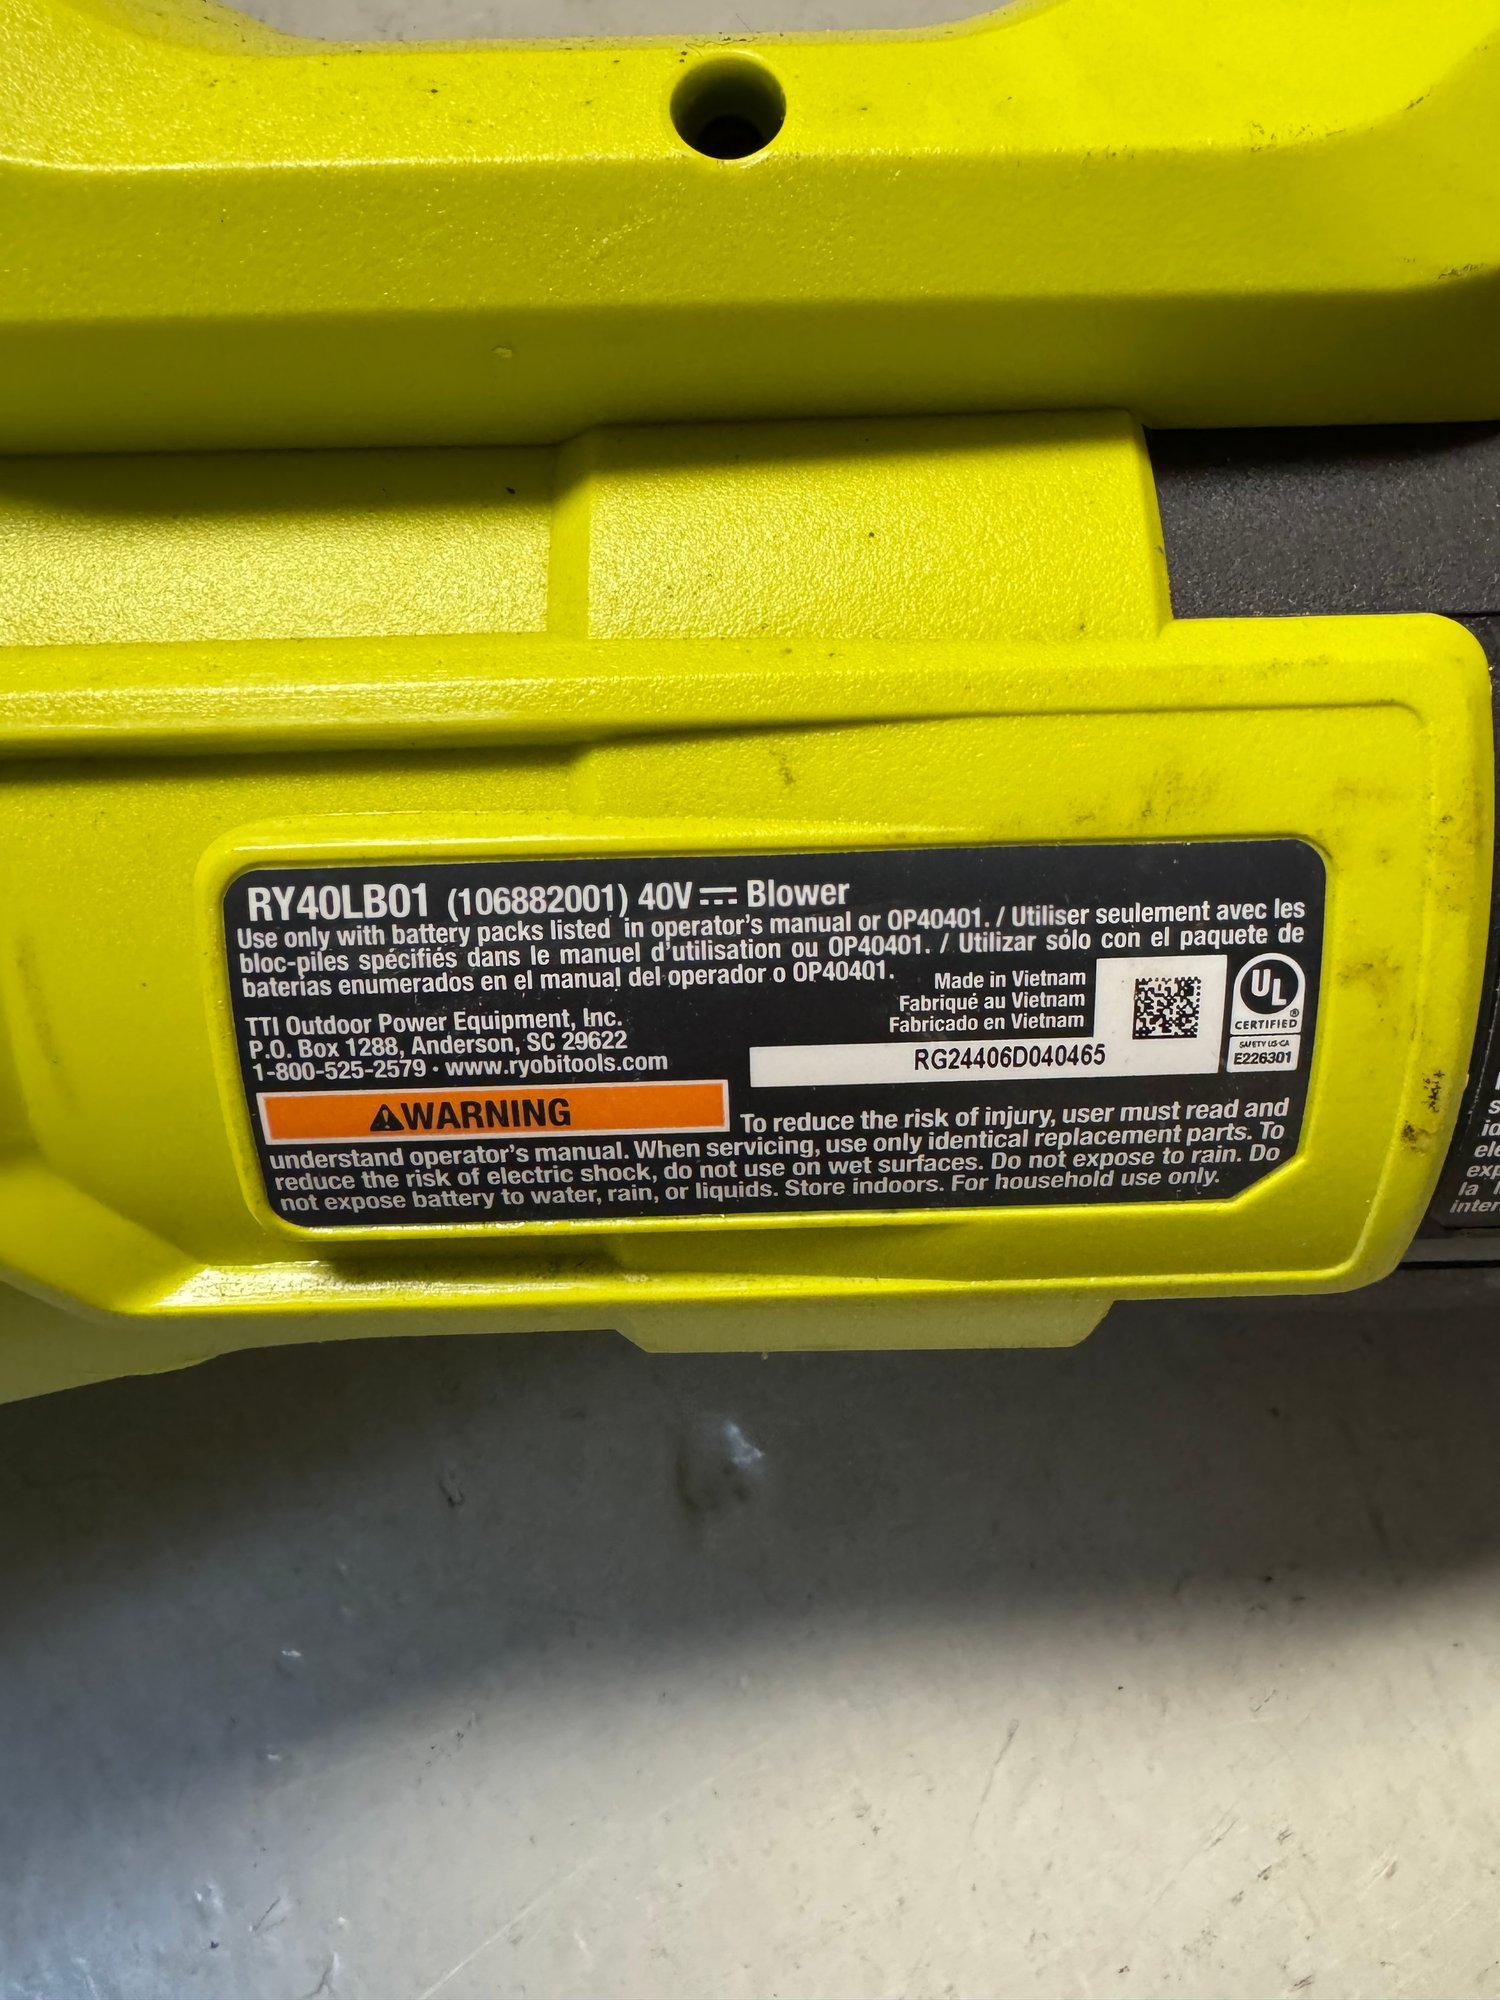 RY40LB01 (106882001) 40V ⎓ Blower
Use only with battery packs listed in operator's manual or OP40401. / Utiliser seulement avec les
bloc-piles spécifiés dans le manuel d'utilisation ou OP40401. / Utilizar sólo con el paquete de
baterías enumerados en el manual del operador o OP40401.
Made in Vietnam
Fabriqué au Vietnam
Fabricado en Vietnam
TTI Outdoor Power Equipment, Inc.
P.O. Box 1288, Anderson, SC 29622
1-800-525-2579 · www.ryobitools.com
RG24406D040465
UL
®
CERTIFIED
SAFETY US-CA
E226301
⚠WARNING
To reduce the risk of injury, user must read and
understand operator's manual. When servicing, use only identical replacement parts. To
reduce the risk of electric shock, do not use on wet surfaces. Do not expose to rain. Do
not expose battery to water, rain, or liquids. Store indoors. For household use only.
la